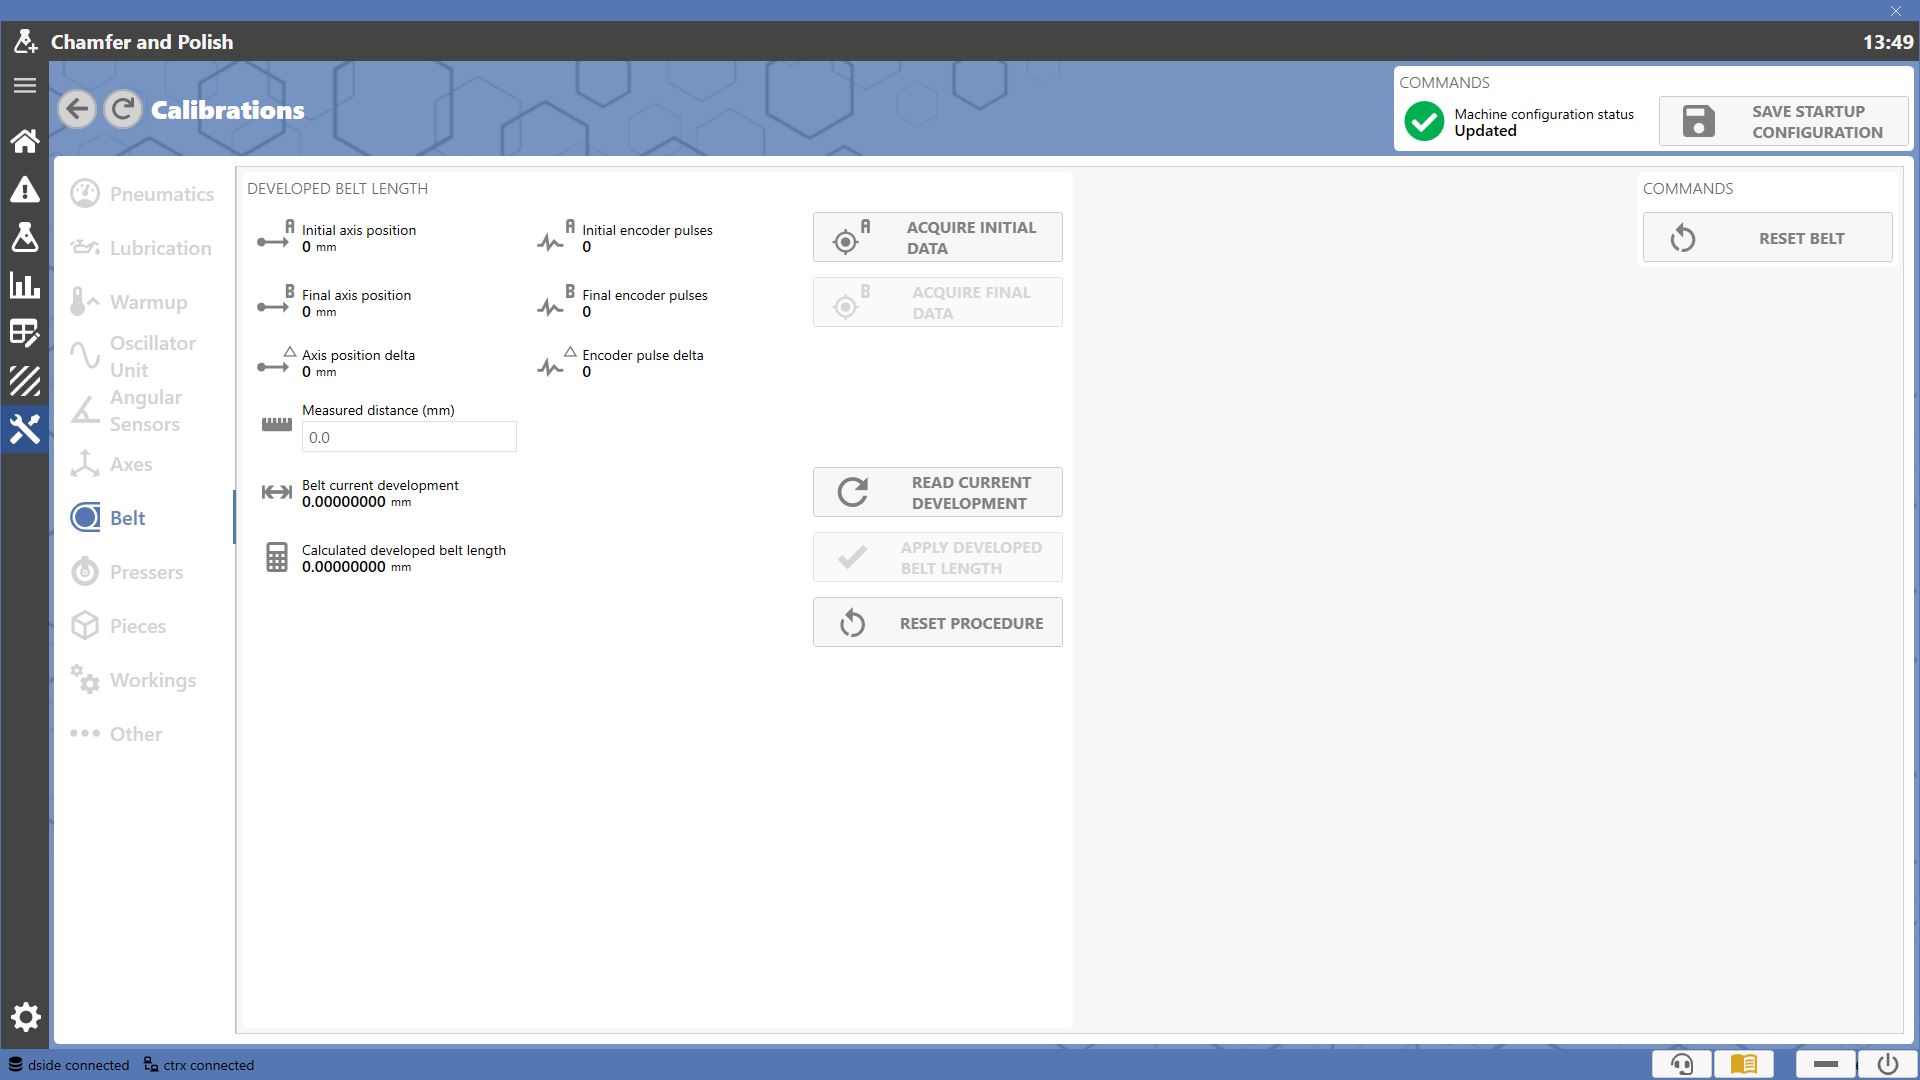 Chamfer and Polish
13:49
Calibrations
COMMANDS
Machine configuration status
Updated
SAVE STARTUP
CONFIGURATION
Pneumatics
Lubrication
Warmup
Oscillator
Unit
Angular
Sensors
Axes
Belt
Pressers
Pieces
Workings
Other
DEVELOPED BELT LENGTH
A
Initial axis position
0 mm
A
Initial encoder pulses
0
A
ACQUIRE INITIAL
DATA
B
Final axis position
0 mm
B
Final encoder pulses
0
B
ACQUIRE FINAL
DATA
Axis position delta
0 mm
Encoder pulse delta
0
Measured distance (mm)
0.0
Belt current development
0.00000000 mm
READ CURRENT
DEVELOPMENT
Calculated developed belt length
0.00000000 mm
APPLY DEVELOPED
BELT LENGTH
RESET PROCEDURE
COMMANDS
RESET BELT
dside connected
ctrx connected